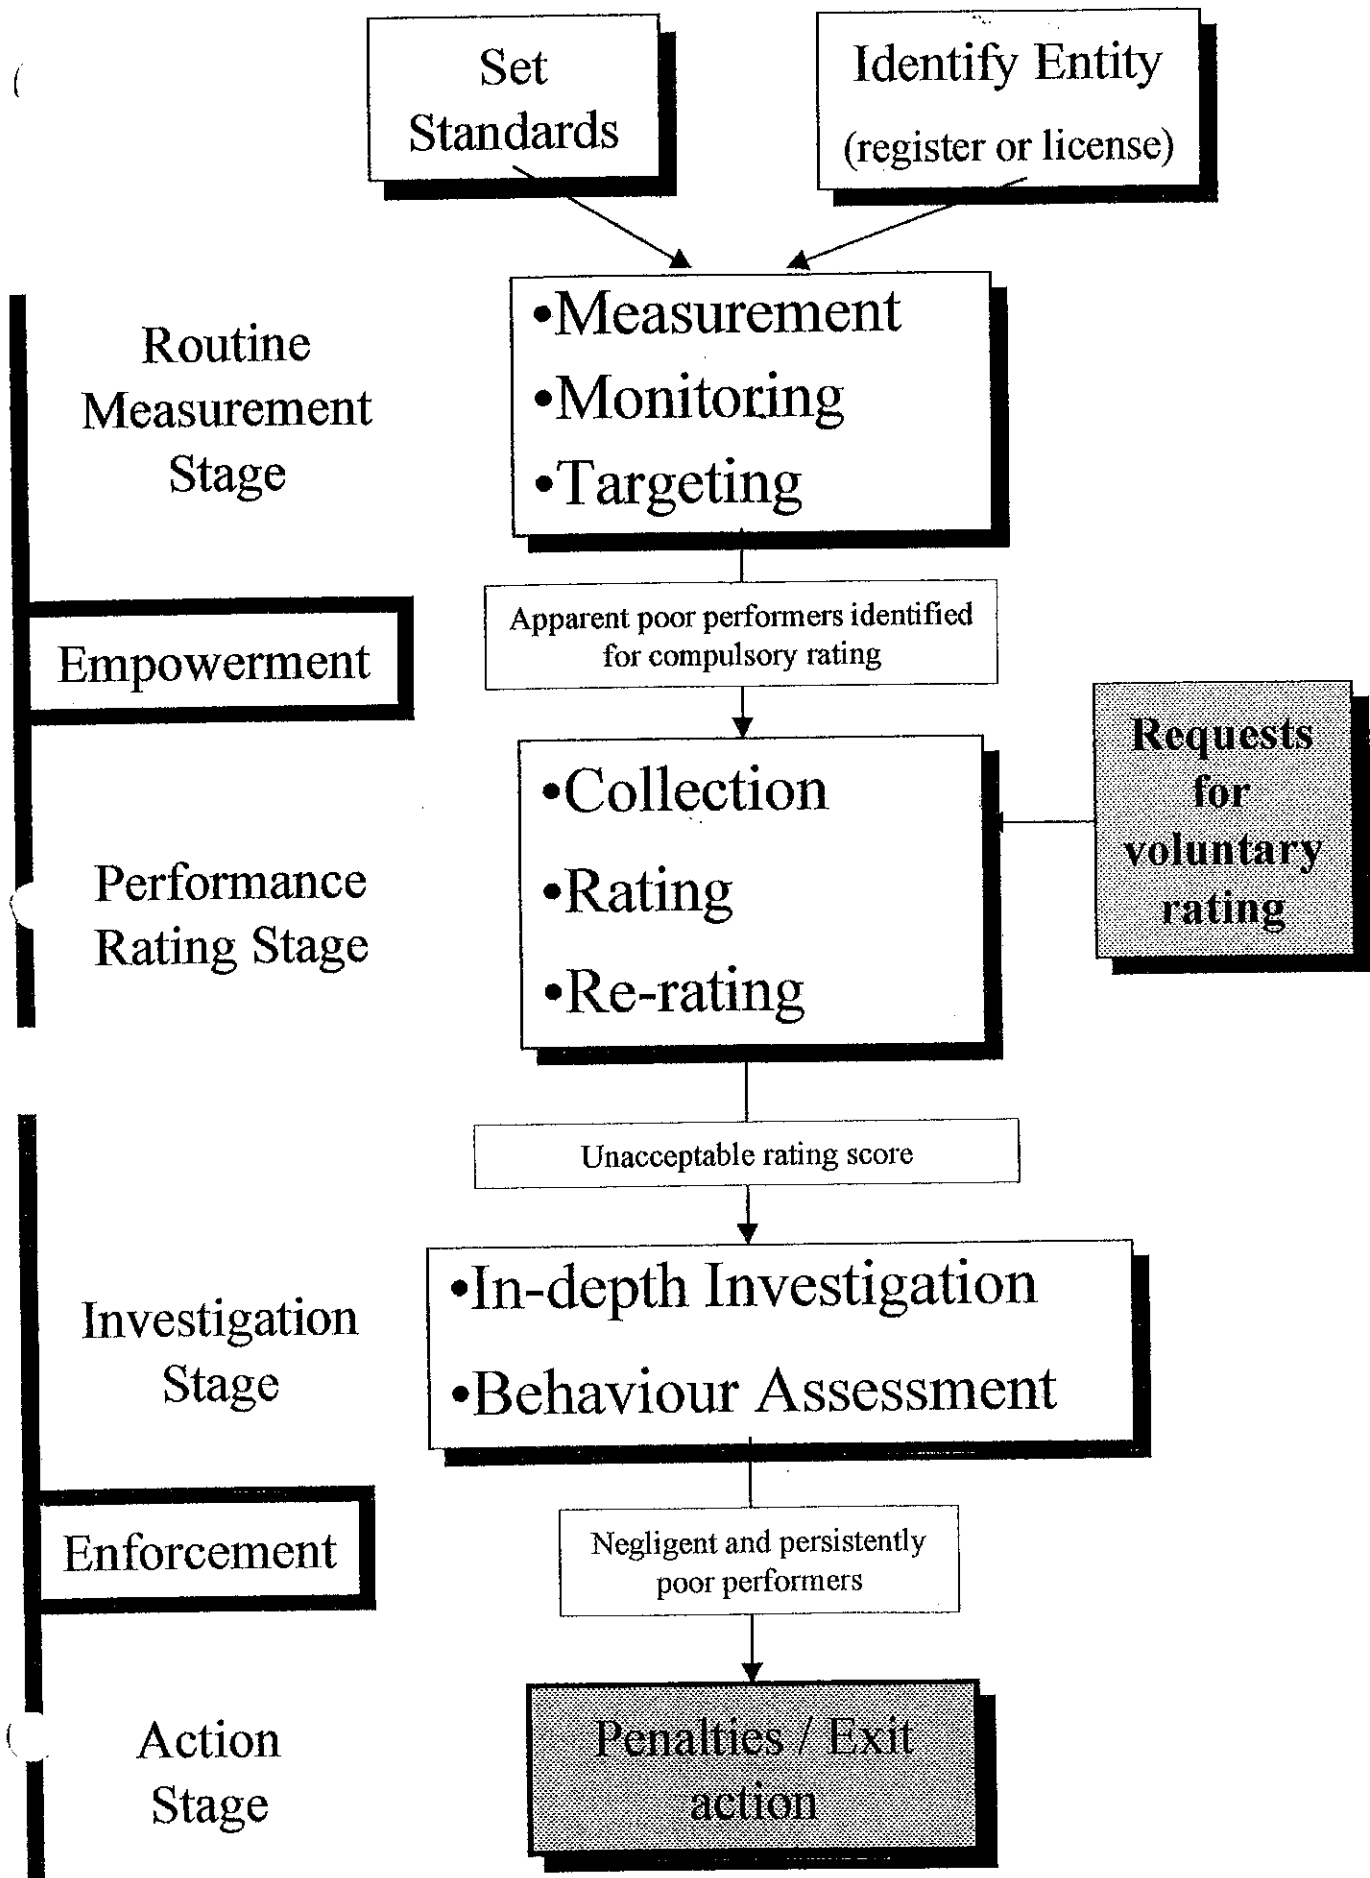 Set
Standards
Identify Entity
(register or license)
Routine
Measurement
Stage
•Measurement
•Monitoring
•Targeting
Empowerment
Apparent poor performers identified
for compulsory rating
Performance
Rating Stage
•Collection
•Rating
•Re-rating
Requests
for
voluntary
rating
Unacceptable rating score
Investigation
Stage
•In-depth Investigation
•Behaviour Assessment
Enforcement
Negligent and persistently
poor performers
Action
Stage
Penalties / Exit
action